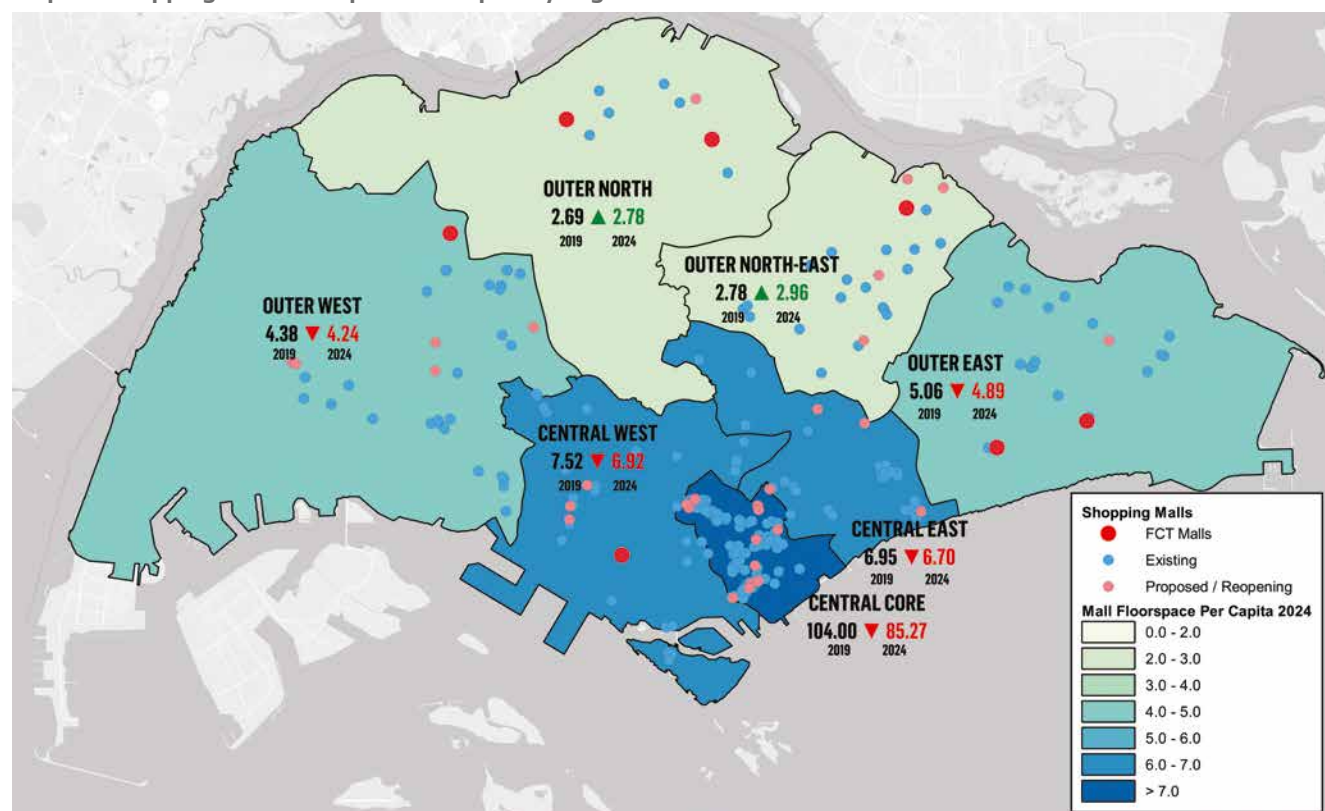 OUTER NORTH
2.69 ▲ 2.78
2019 2024
OUTER NORTH-EAST
2.78 ▲ 2.96
2019 2024
OUTER WEST
4.38 ▼ 4.24
2019 2024
OUTER EAST
5.06 ▼ 4.89
2019 2024
CENTRAL WEST
7.52 ▼ 6.92
2019 2024
CENTRAL EAST
6.95 ▼ 6.70
2019 2024
CENTRAL CORE
104.00 ▼ 85.27
2019 2024
Shopping Malls
FCT Malls
Existing
Proposed / Reopening
Mall Floorspace Per Capita 2024
0.0 - 2.0
2.0 - 3.0
3.0 - 4.0
4.0 - 5.0
5.0 - 6.0
6.0 - 7.0
> 7.0